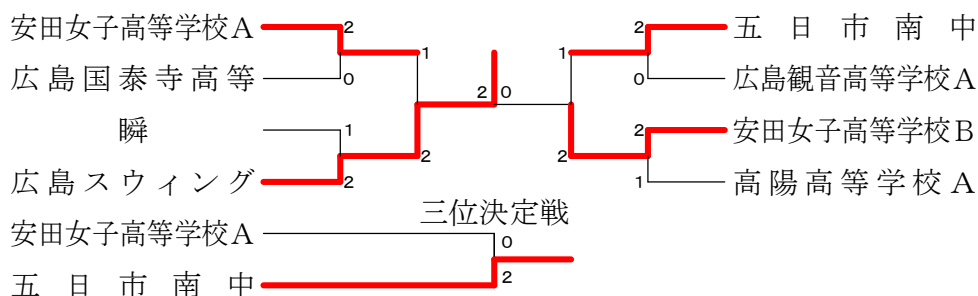 安田女子高等学校A 2 2 五日市南中
1 1
広島国泰寺高等 0 0 広島観音高等学校A
2 0
瞬 1 2 安田女子高等学校B
2 2
広島スウィング 2 1 高陽高等学校A
三位決定戦
安田女子高等学校A 0
五日市南中 2